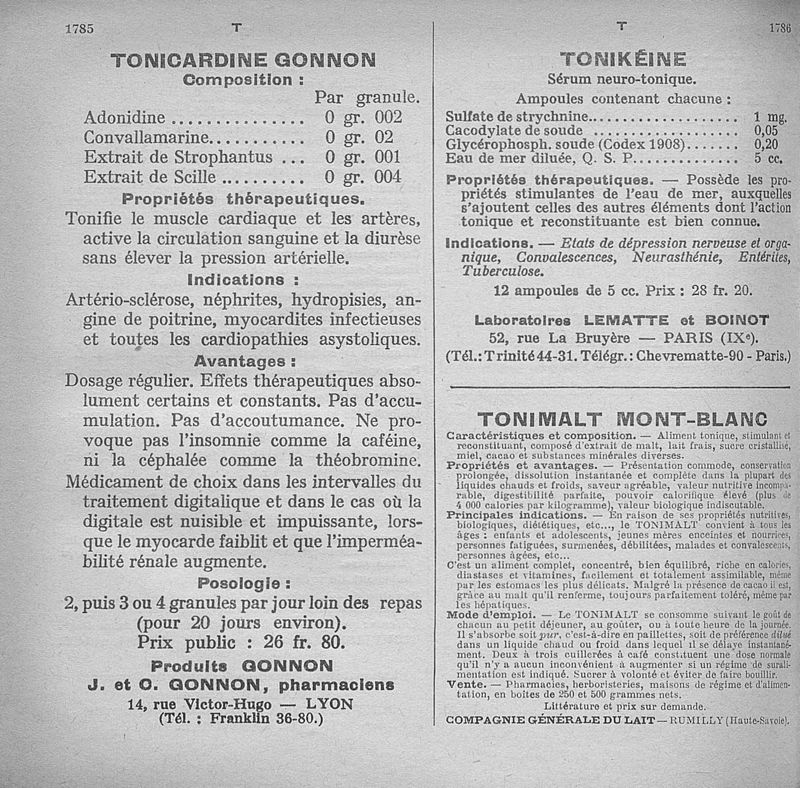 1785
T
TONICARDINE GONNON
Composition :
Par granule.
Adonidine ............... 0 gr. 002
Convallamarine........... 0 gr. 02
Extrait de Strophantus ... 0 gr. 001
Extrait de Scille .......... 0 gr. 004
Propriétés thérapeutiques.
Tonifie le muscle cardiaque et les artères,
active la circulation sanguine et la diurèse
sans élever la pression artérielle.
Indications :
Artério-sclérose, néphrites, hydropisies, an-
gine de poitrine, myocardites infectieuses
et toutes les cardiopathies asystoliques.
Avantages :
Dosage régulier. Effets thérapeutiques abso-
lument certains et constants. Pas d'accu-
mulation. Pas d'accoutumance. Ne pro-
voque pas l'insomnie comme la caféine,
ni la céphalée comme la théobromine.
Médicament de choix dans les intervalles du
traitement digitalique et dans le cas où la
digitale est nuisible et impuissante, lors-
que le myocarde faiblit et que l'imperméa-
bilité rénale augmente.
Posologie :
2, puis 3 ou 4 granules par jour loin des repas
(pour 20 jours environ).
Prix public : 26 fr. 80.
Produits GONNON
J. et O. GONNON, pharmaciens
14, rue Victor-Hugo — LYON
(Tél. : Franklin 36-80.)
T
1786
TONIKÉINE
Sérum neuro-tonique.
Ampoules contenant chacune :
Sulfate de strychnine................... 1 mg.
Cacodylate de soude ................... 0,05
Glycérophosph. soude (Codex 1908)....... 0,20
Eau de mer diluée, Q. S. P............. 5 cc.
Propriétés thérapeutiques. — Possède les pro-
priétés stimulantes de l'eau de mer, auxquelles
s'ajoutent celles des autres éléments dont l'action
tonique et reconstituante est bien connue.
Indications. — Etats de dépression nerveuse et orga-
nique, Convalescences, Neurasthénie, Entérites,
Tuberculose.
12 ampoules de 5 cc. Prix : 28 fr. 20.
Laboratoires LEMATTE et BOINOT
52, rue La Bruyère — PARIS (IXe).
(Tél.: Trinité 44-31. Télégr.: Chevrematte-90 - Paris.)
TONIMALT MONT-BLANC
Caractéristiques et composition. — Aliment tonique, stimulant et
reconstituant, composé d'extrait de malt, lait frais, sucre cristallisé,
miel, cacao et substances minérales diverses.
Propriétés et avantages. — Présentation commode, conservation
prolongée, dissolution instantanée et complète dans la plupart des
liquides chauds et froids, saveur agréable, valeur nutritive incompa-
rable, digestibilité parfaite, pouvoir calorifique élevé (plus de
4 000 calories par kilogramme), valeur biologique indiscutable.
Principales indications. — En raison de ses propriétés nutritives,
biologiques, diététiques, etc..., le TONIMALT convient à tous les
âges : enfants et adolescents, jeunes mères enceintes et nourrices,
personnes fatiguées, surmenées, débilitées, malades et convalescents,
personnes âgées, etc...
C'est un aliment complet, concentré, bien équilibré, riche en calories,
diastases et vitamines, facilement et totalement assimilable, même
par les estomacs les plus délicats. Malgré la présence de cacao il est,
grâce au malt qu'il renferme, toujours parfaitement toléré, même par
les hépatiques.
Mode d'emploi. — Le TONIMALT se consomme suivant le goût de
chacun au petit déjeuner, au goûter, ou à toute heure de la journée.
Il s'absorbe soit pur, c'est-à-dire en paillettes, soit de préférence dilué
dans un liquide chaud ou froid dans lequel il se délaye instantané-
ment. Deux à trois cuillerées à café constituent une dose normale
qu'il n'y a aucun inconvénient à augmenter si un régime de surali-
mentation est indiqué. Sucrer à volonté et éviter de faire bouillir.
Vente. — Pharmacies, herboristeries, maisons de régime et d'alimen-
tation, en boîtes de 250 et 500 grammes nets.
Littérature et prix sur demande.
COMPAGNIE GÉNÉRALE DU LAIT — RUMILLY (Haute-Savoie).